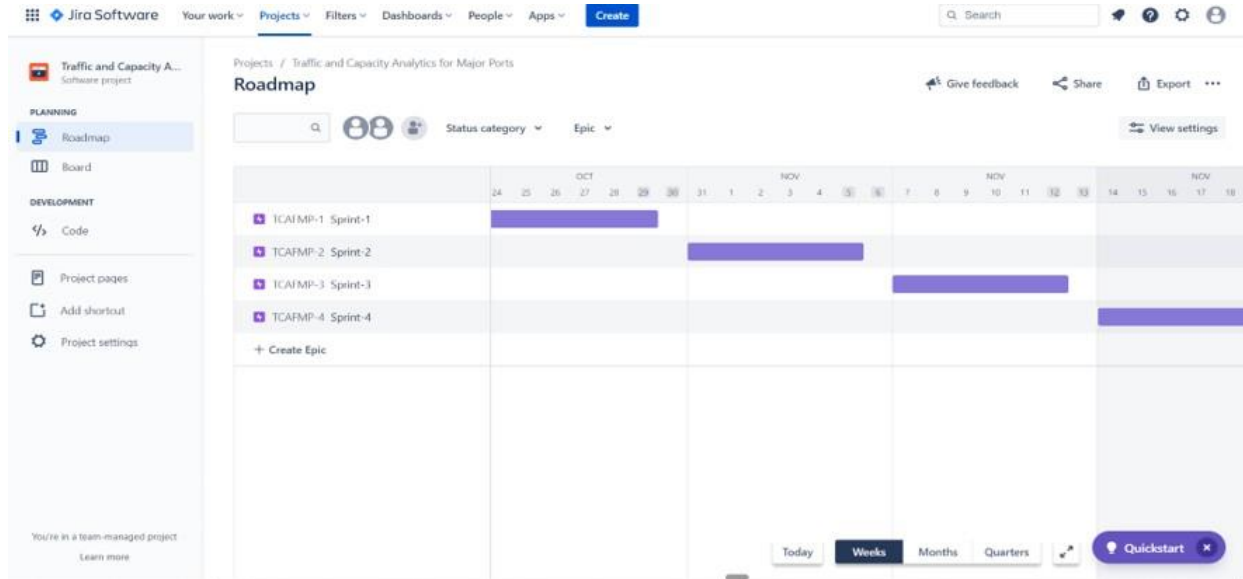 Jira Software Your work Projects Filters Dashboards People Apps Create Search
Traffic and Capacity A...
Software project
PLANNING
Roadmap
Board
DEVELOPMENT
Code
Project pages
Add shortcut
Project settings
You're in a team-managed project
Learn more
Projects / Traffic and Capacity Analytics for Major Ports
Roadmap
Give feedback Share Export
Status category Epic View settings
OCT NOV NOV NOV
24 25 26 27 28 29 30 31 1 2 3 4 5 6 7 8 9 10 11 12 13 14 15 16 17 18
TCAFMP-1 Sprint-1
TCAFMP-2 Sprint-2
TCAFMP-3 Sprint-3
TCAFMP-4 Sprint-4
+ Create Epic
Today Weeks Months Quarters Quickstart